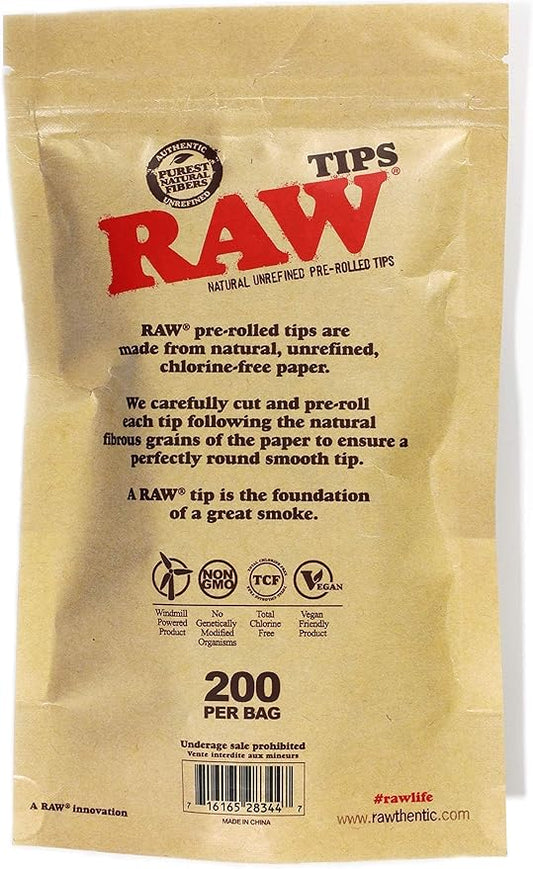 AUTHENTIC
PUREST
NATURAL
FIBERS
UNREFINED
TIPS
RAW®
NATURAL UNREFINED PRE-ROLLED TIPS
RAW® pre-rolled tips are
made from natural, unrefined,
chlorine-free paper.
We carefully cut and pre-roll
each tip following the natural
fibrous grains of the paper to ensure a
perfectly round smooth tip.
A RAW® tip is the foundation
of a great smoke.
NON GMO
TOTAL CHLORINE FREE
TCF
VEGAN
Windmill Powered Product
No Genetically Modified Organisms
Total Chlorine Free
Vegan Friendly Product
200
PER BAG
Underage sale prohibited
Vente interdite aux mineurs
7 16165 28344 7
MADE IN CHINA
A RAW® innovation
#rawlife
www.rawthentic.com